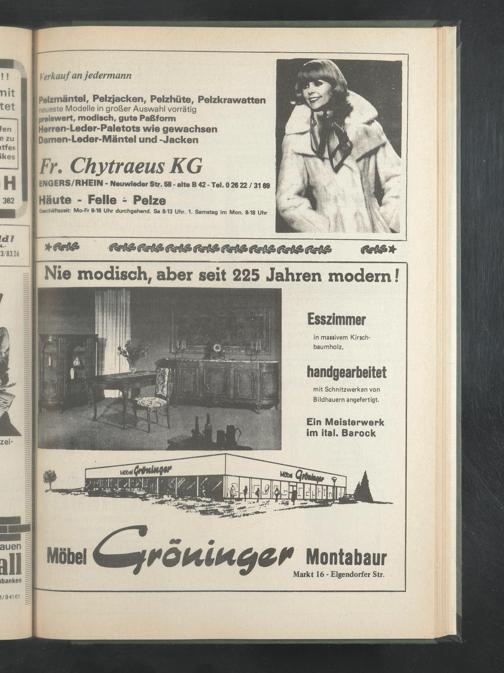 Verkauf an jedermann
Pelzmäntel, Pelzjacken, Pelzhüte, Pelzkrawatten
neueste Modelle in großer Auswahl vorrätig
preiswert, modisch, gute Paßform
Herren-Leder-Paletots wie gewachsen
Damen-Leder-Mäntel und -Jacken
Fr. Chytraeus KG
ENGERS/RHEIN - Neuwieder Str. 58 - alte B 42 - Tel. 0 26 22 / 31 69
Häute - Felle - Pelze
Geschäftszeit: Mo-Fr 8-18 Uhr durchgehend. Sa 8-13 Uhr. 1. Samstag im Mon. 8-18 Uhr
Nie modisch, aber seit 225 Jahren modern!
Esszimmer
in massivem Kirsch-
baumholz,
handgearbeitet
mit Schnitzwerken von
Bildhauern angefertigt.
Ein Meisterwerk
im ital. Barock
Möbel Gröninger
Möbel Gröninger
Möbel Gröninger Montabaur
Markt 16 - Elgendorfer Str.